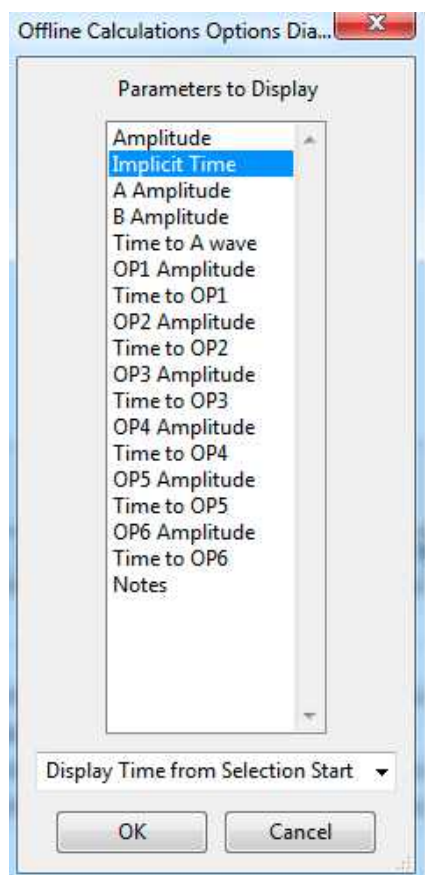 Offline Calculations Options Dia...
Parameters to Display
Amplitude
Implicit Time
A Amplitude
B Amplitude
Time to A wave
OP1 Amplitude
Time to OP1
OP2 Amplitude
Time to OP2
OP3 Amplitude
Time to OP3
OP4 Amplitude
Time to OP4
OP5 Amplitude
Time to OP5
OP6 Amplitude
Time to OP6
Notes
Display Time from Selection Start
OK Cancel